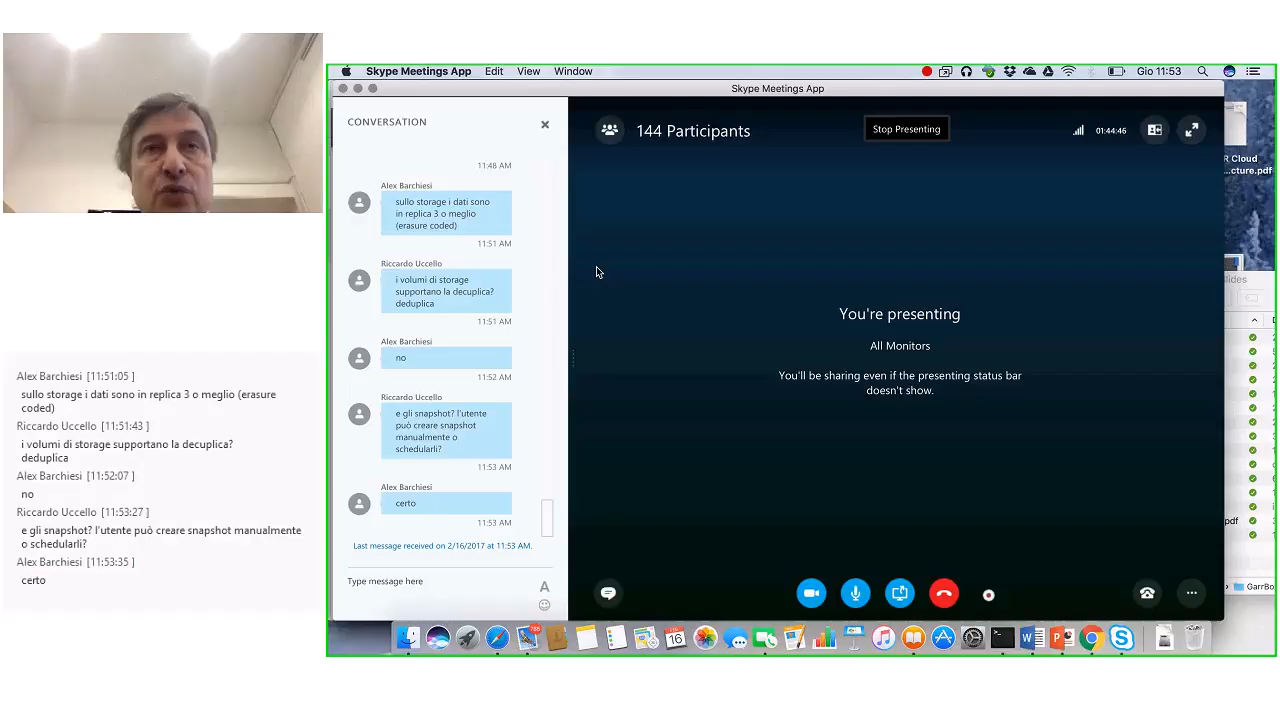 Skype Meetings App Edit View Window
Gio 11:53
Skype Meetings App
CONVERSATION
11:48 AM
Alex Barchiesi
sullo storage i dati sono
in replica 3 o meglio
(erasure coded)
11:51 AM
Riccardo Uccello
i volumi di storage
supportano la decuplica?
deduplica
11:51 AM
Alex Barchiesi
no
11:52 AM
Riccardo Uccello
e gli snapshot? l'utente
può creare snapshot
manualmente o
schedularli?
11:53 AM
Alex Barchiesi
certo
11:53 AM
Last message received on 2/16/2017 at 11:53 AM.
Type message here
A
144 Participants
Stop Presenting
01:44:46
You're presenting
All Monitors
You'll be sharing even if the presenting status bar
doesn't show.
R Cloud
...cture.pdf
lides
pdf
GarrBo
16
Alex Barchiesi [11:51:05 ]
sullo storage i dati sono in replica 3 o meglio (erasure
coded)
Riccardo Uccello [11:51:43 ]
i volumi di storage supportano la decuplica?
deduplica
Alex Barchiesi [11:52:07 ]
no
Riccardo Uccello [11:53:27 ]
e gli snapshot? l'utente può creare snapshot manualmente
o schedularli?
Alex Barchiesi [11:53:35 ]
certo